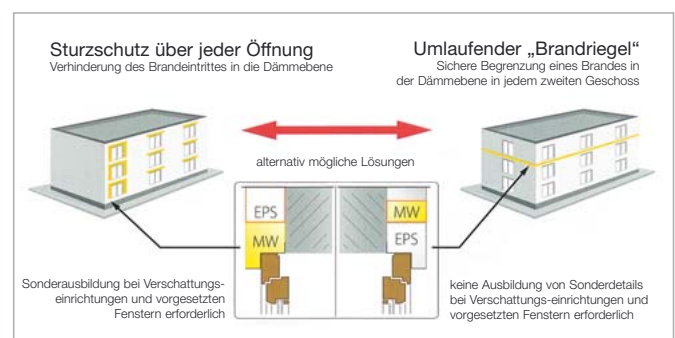 Sturzschutz über jeder Öffnung
Verhinderung des Brandeintrittes in die Dämmebene
Umlaufender „Brandriegel“
Sichere Begrenzung eines Brandes in
der Dämmebene in jedem zweiten Geschoss
alternativ mögliche Lösungen
EPS
MW
MW
EPS
Sonderausbildung bei Verschattungs-
einrichtungen und vorgesetzten
Fenstern erforderlich
keine Ausbildung von Sonderdetails
bei Verschattungs-einrichtungen und
vorgesetzten Fenstern erforderlich